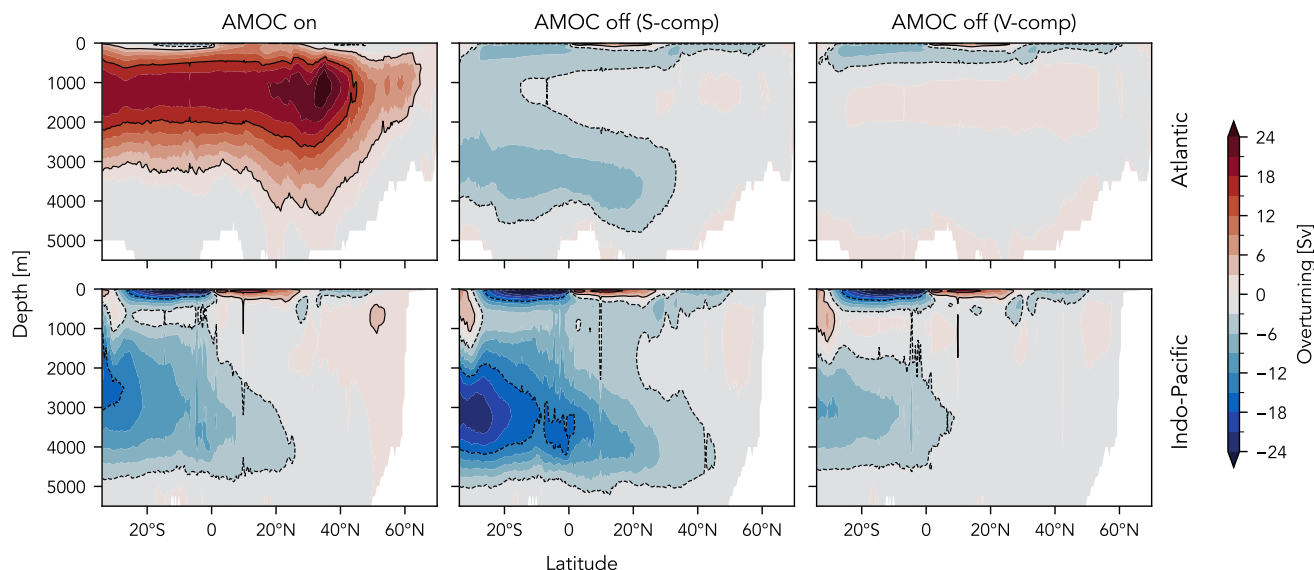 AMOC on
AMOC off (S-comp)
AMOC off (V-comp)
0
1000
2000
3000
4000
5000
Atlantic
0
1000
2000
3000
4000
5000
Indo-Pacific
Depth [m]
20°S 0 20°N 40°N 60°N
20°S 0 20°N 40°N 60°N
20°S 0 20°N 40°N 60°N
Latitude
24
18
12
6
0
−6
−12
−18
−24
Overturning [Sv]